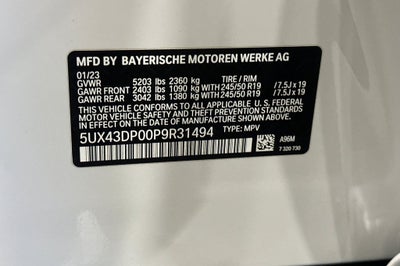 MFD BY BAYERISCHE MOTOREN WERKE AG
01/23
GVWR 5203 lbs 2360 kg TIRE / RIM
GAWR FRONT 2403 lbs 1090 kg 245/50 R19 /7.5J x 19
GAWR REAR 3042 lbs 1380 kg 245/50 R19 /7.5J x 19
THIS VEHICLE CONFORMS TO ALL APPLICABLE U.S. FEDERAL
MOTOR VEHICLE SAFETY AND THEFT PREVENTION STANDARDS
IN EFFECT ON THE DATE OF MANUFACTURE SHOWN ABOVE.
5UX43DP00P9R31494 TYPE: MPV
A96M
7 320 730